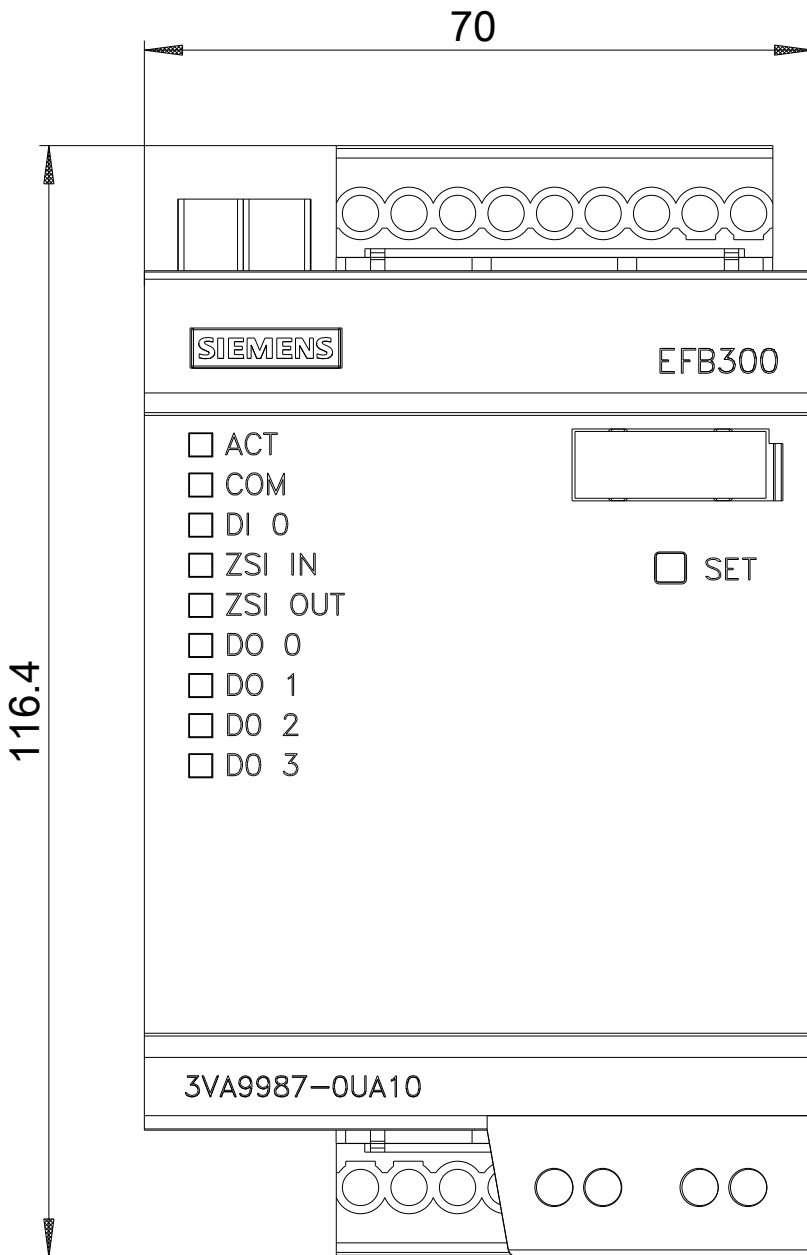 70
SIEMENS
EFB300
ACT
COM
DI 0
ZSI IN
SET
ZSI OUT
DO 0
DO 1
DO 2
DO 3
116.4
3VA9987-0UA10